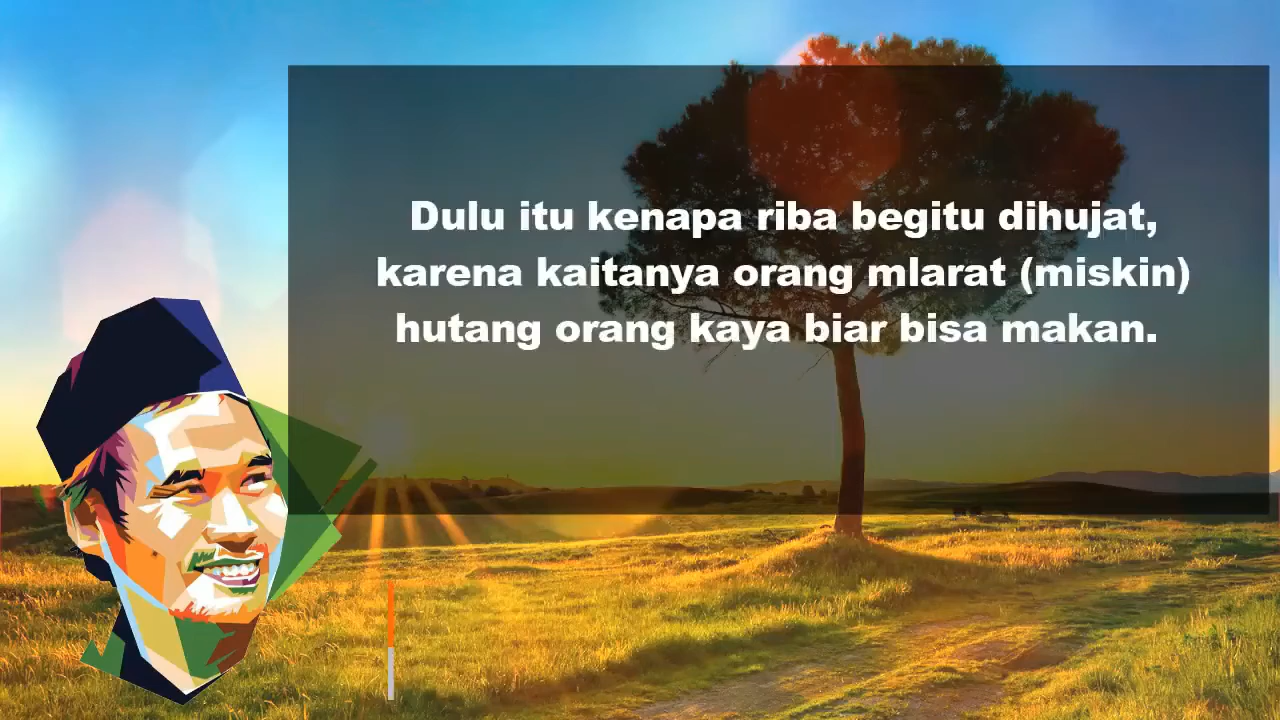 Dulu itu kenapa riba begitu dihujat,
karena kaitanya orang mlarat (miskin)
hutang orang kaya biar bisa makan.